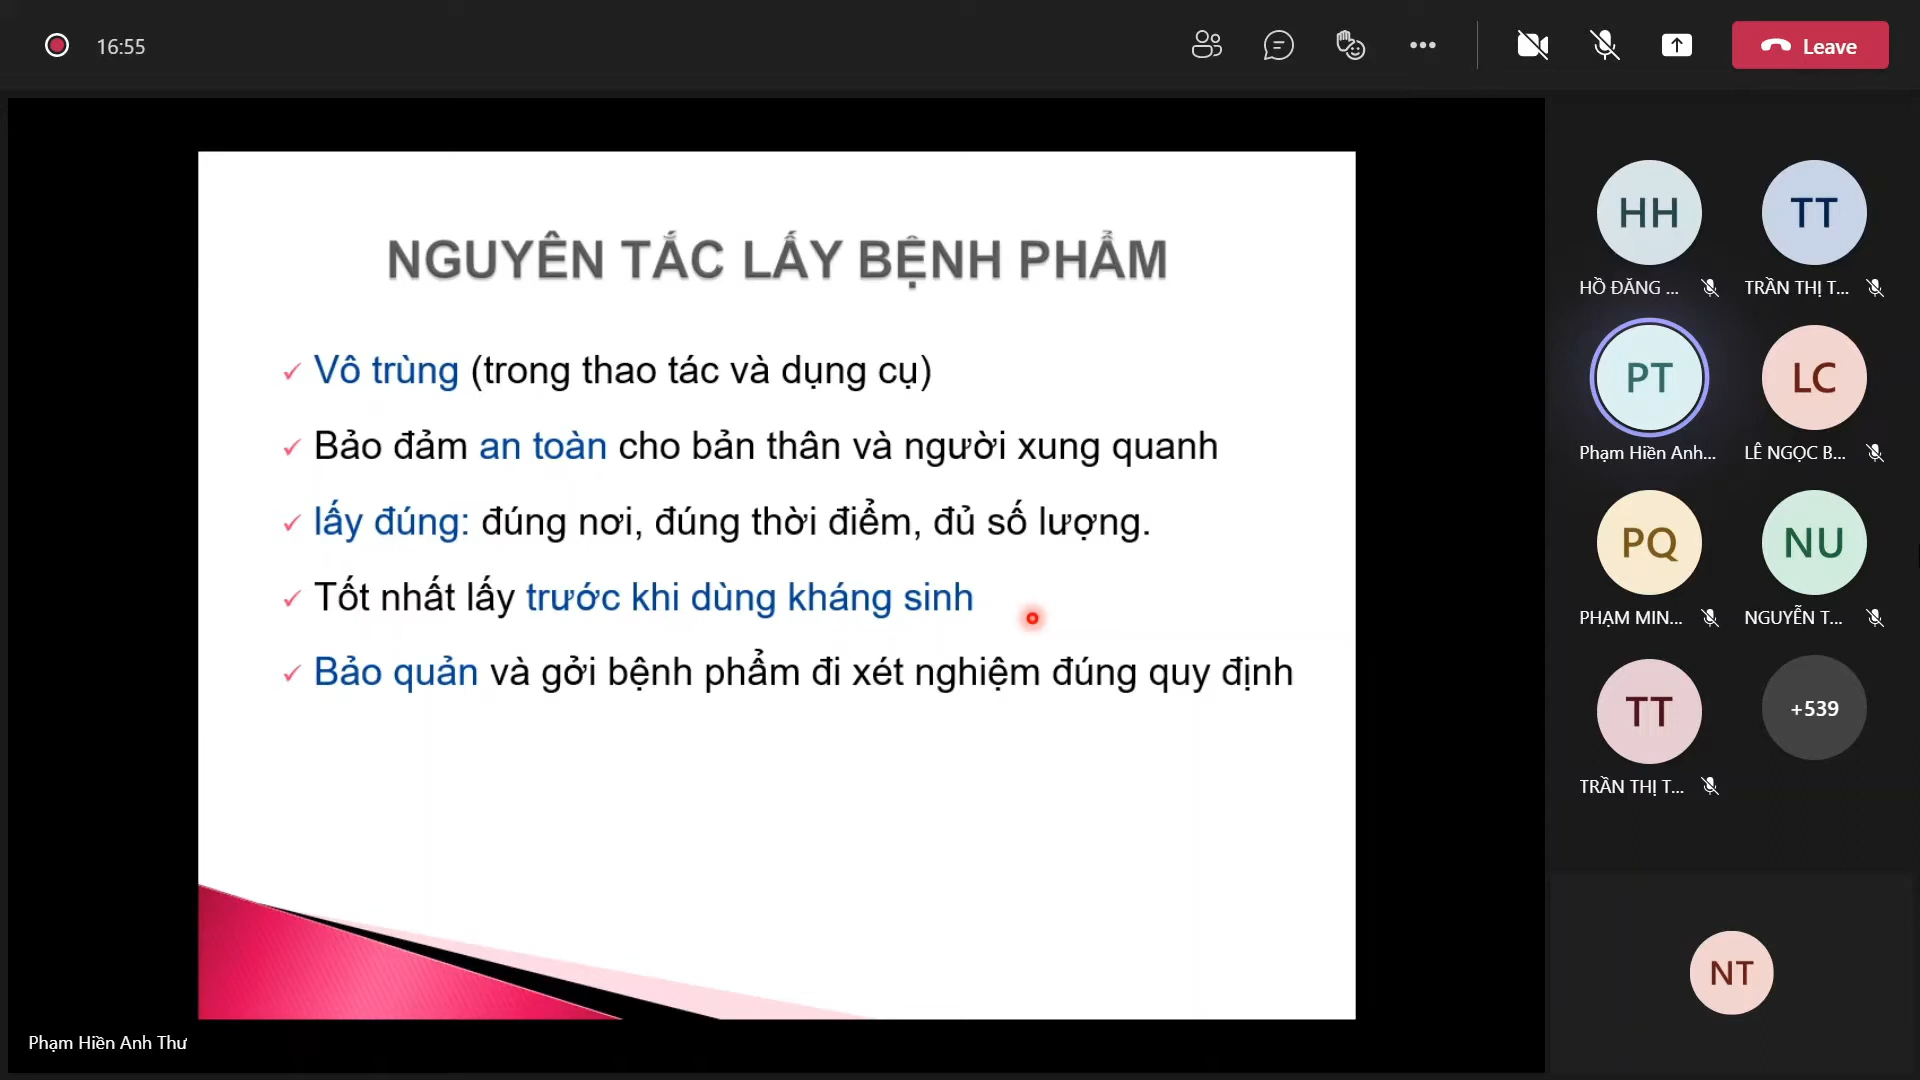 16:55
Leave
NGUYÊN TẮC LẤY BỆNH PHẨM
Vô trùng (trong thao tác và dụng cụ)
Bảo đảm an toàn cho bản thân và người xung quanh
lấy đúng: đúng nơi, đúng thời điểm, đủ số lượng.
Tốt nhất lấy trước khi dùng kháng sinh
Bảo quản và gởi bệnh phẩm đi xét nghiệm đúng quy định
Phạm Hiền Anh Thư
HH
TT
HỒ ĐĂNG ...
TRẦN THỊ T...
PT
LC
Phạm Hiền Anh...
LÊ NGỌC B...
PQ
NU
PHẠM MIN...
NGUYỄN T...
TT
+539
TRẦN THỊ T...
NT